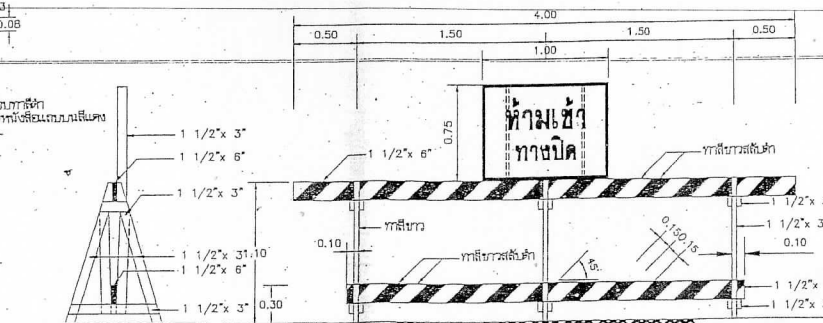 3
0.08
4.00
0.50
1.50
1.50
0.50
1.00
0.75
ห้ามเข้า
ทางปิด
1 1/2"x 3"
1 1/2"x 6"
1 1/2"x 3"
1 1/2"x 3"
1 1/2"x 6"
1 1/2"x 3"
1.10
0.30
1 1/2"x 6"
ทาสีขาวสลับดำ
ทาสีขาว
0.10
ทาสีขาวสลับดำ
45°
0.15
0.15
0.10
1 1/2"x
1 1/2"x 3
1 1/2"x
1 1/2"x